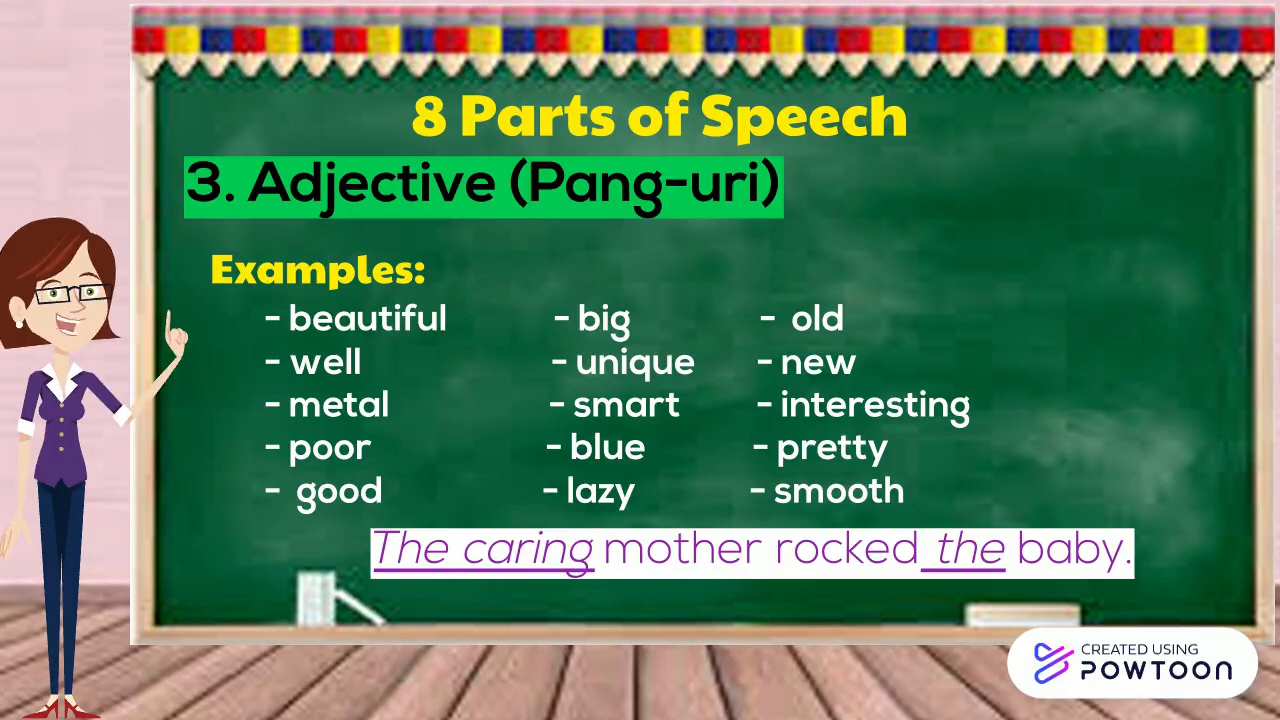 8 Parts of Speech
3. Adjective (Pang-uri)
Examples:
- beautiful - big - old
- well - unique - new
- metal - smart - interesting
- poor - blue - pretty
- good - lazy - smooth
The caring mother rocked the baby.
CREATED USING
POWTOON